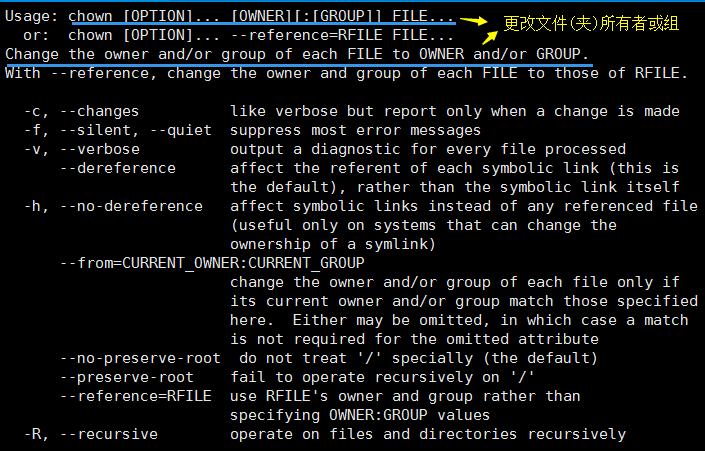 Usage: chown [OPTION]... [OWNER][:[GROUP]] FILE...
更改文件(夹)所有者或组
or:  chown [OPTION]... --reference=RFILE FILE...
Change the owner and/or group of each FILE to OWNER and/or GROUP.
With --reference, change the owner and group of each FILE to those of RFILE.
-c, --changes          like verbose but report only when a change is made
-f, --silent, --quiet  suppress most error messages
-v, --verbose          output a diagnostic for every file processed
--dereference      affect the referent of each symbolic link (this is
the default), rather than the symbolic link itself
-h, --no-dereference   affect symbolic links instead of any referenced file
(useful only on systems that can change the
ownership of a symlink)
--from=CURRENT_OWNER:CURRENT_GROUP
change the owner and/or group of each file only if
its current owner and/or group match those specified
here.  Either may be omitted, in which case a match
is not required for the omitted attribute
--no-preserve-root  do not treat '/' specially (the default)
--preserve-root    fail to operate recursively on '/'
--reference=RFILE  use RFILE's owner and group rather than
specifying OWNER:GROUP values
-R, --recursive        operate on files and directories recursively